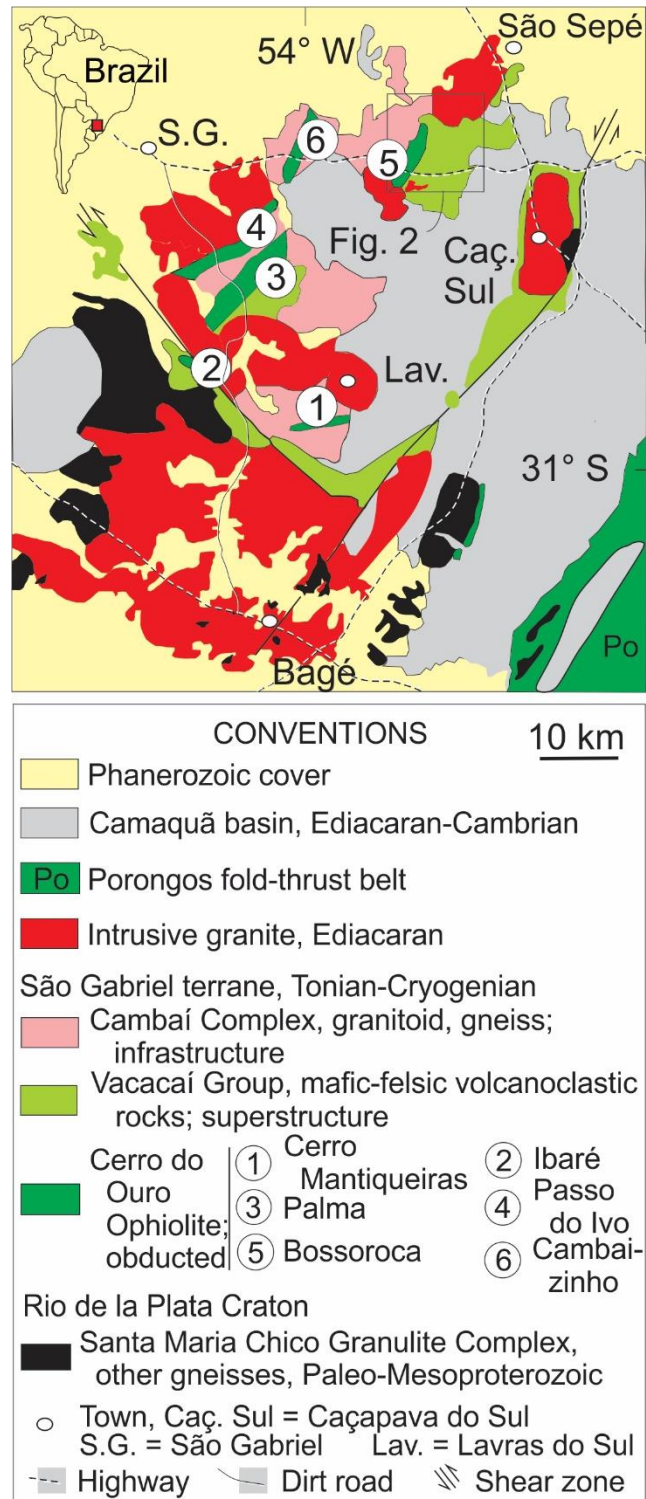 São Sepé
54° W
Brazil
S.G.
6
5
4
Fig. 2
Caç.
Sul
3
2
Lav.
1
31° S
Po
Bagé
CONVENTIONS
10 km
Phanerozoic cover
Camaquã basin, Ediacaran-Cambrian
Po Porongos fold-thrust belt
Intrusive granite, Ediacaran
São Gabriel terrane, Tonian-Cryogenian
Cambaí Complex, granitoid, gneiss;
infrastructure
Vacacaí Group, mafic-felsic volcanoclastic
rocks; superstructure
Cerro do
Ouro
Ophiolite;
obducted
1 Cerro
Mantiqueiras
2 Ibaré
3 Palma
4 Passo
do Ivo
5 Bossoroca
6 Cambai-
zinho
Rio de la Plata Craton
Santa Maria Chico Granulite Complex,
other gneisses, Paleo-Mesoproterozoic
Town, Caç. Sul = Caçapava do Sul
S.G. = São Gabriel Lav. = Lavras do Sul
Highway Dirt road Shear zone